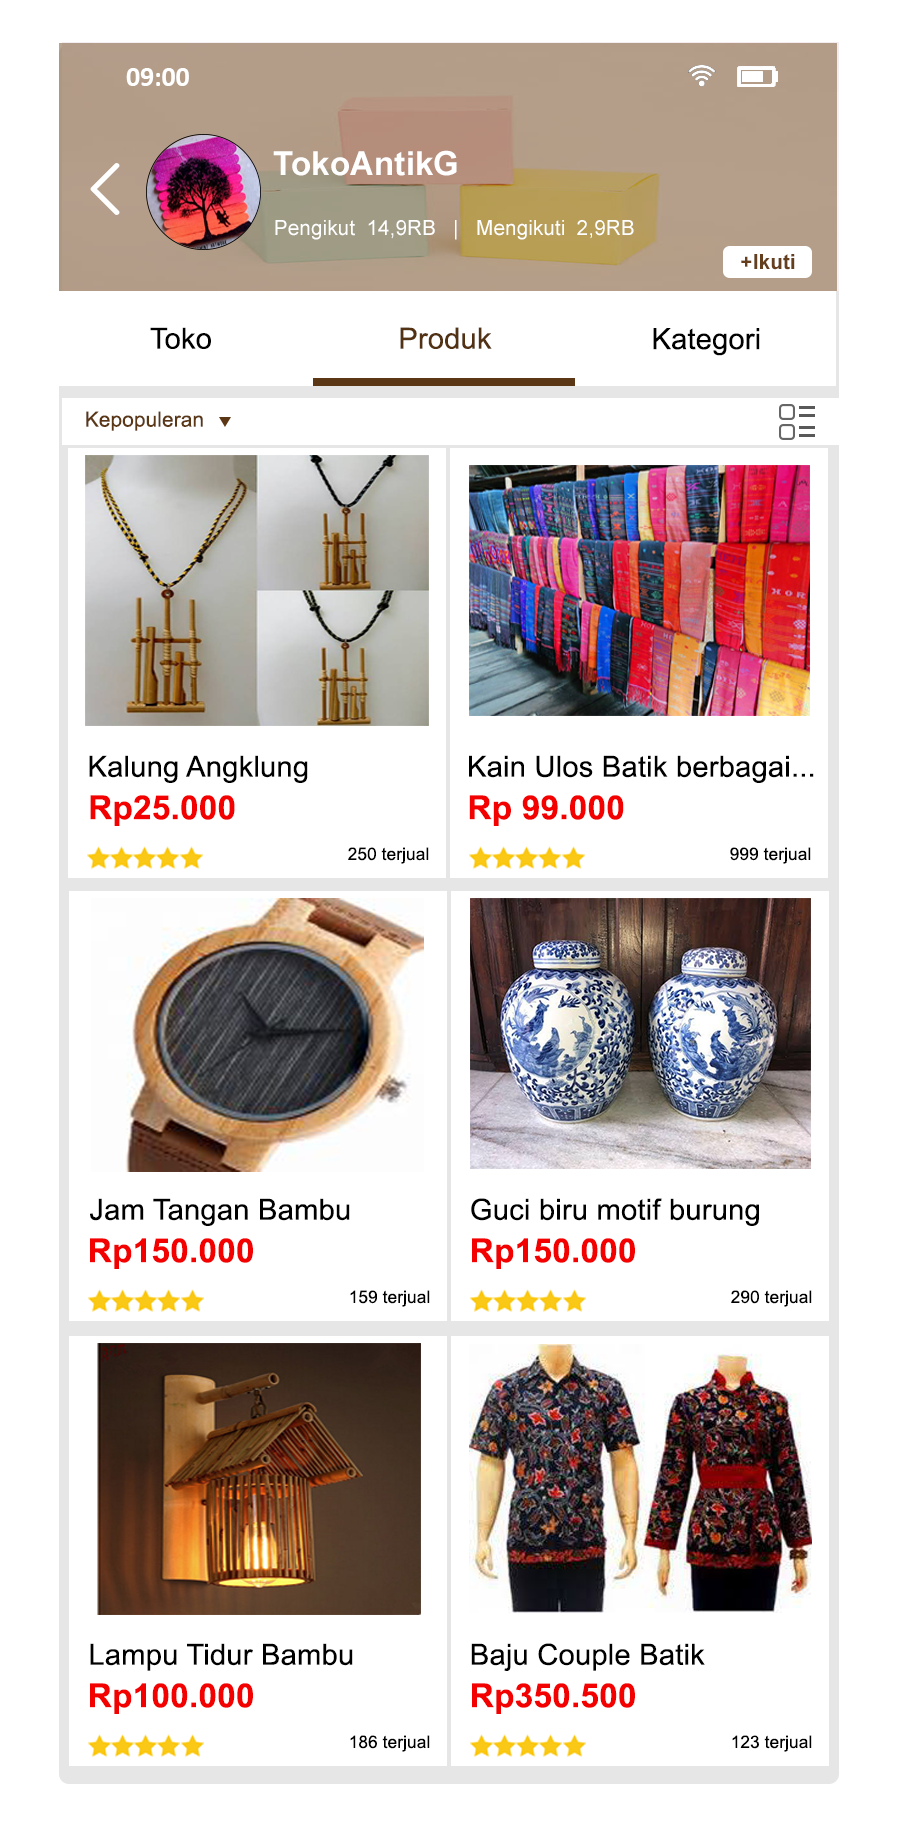 09:00
TokoAntikG
Pengikut 14,9RB | Mengikuti 2,9RB
+Ikuti
Toko Produk Kategori
Kepopuleran ▼
Kalung Angklung
Rp25.000
250 terjual
Kain Ulos Batik berbagai...
Rp 99.000
999 terjual
Jam Tangan Bambu
Rp150.000
159 terjual
Guci biru motif burung
Rp150.000
290 terjual
Lampu Tidur Bambu
Rp100.000
186 terjual
Baju Couple Batik
Rp350.500
123 terjual